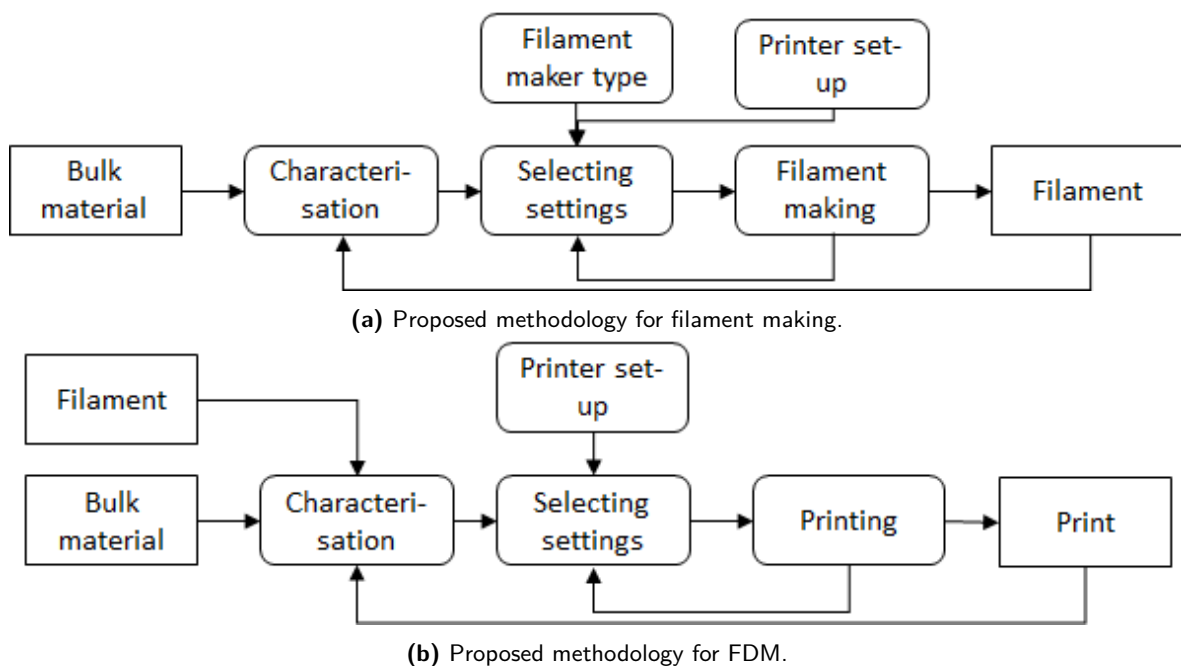 Filament
maker type
Printer set-
up
Bulk
material
Characteri-
sation
Selecting
settings
Filament
making
Filament
(a) Proposed methodology for filament making.
Filament
Printer set-
up
Bulk
material
Characteri-
sation
Selecting
settings
Printing
Print
(b) Proposed methodology for FDM.